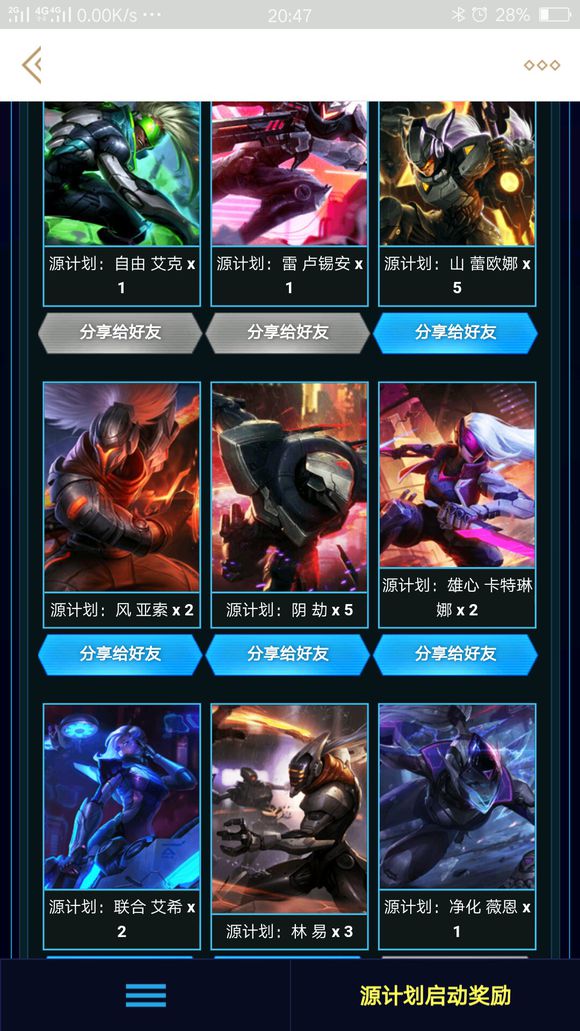 2G 4G4G 0.00K/s ··· 20:47 28%
源计划：自由 艾克 x
1
源计划：雷 卢锡安 x
1
源计划：山 蕾欧娜 x
5
分享给好友 分享给好友 分享给好友
源计划：风 亚索 x 2
源计划：阴 劫 x 5
源计划：雄心 卡特琳
娜 x 2
分享给好友 分享给好友 分享给好友
源计划：联合 艾希 x
2
源计划：林 易 x 3
源计划：净化 薇恩 x
1
源计划启动奖励